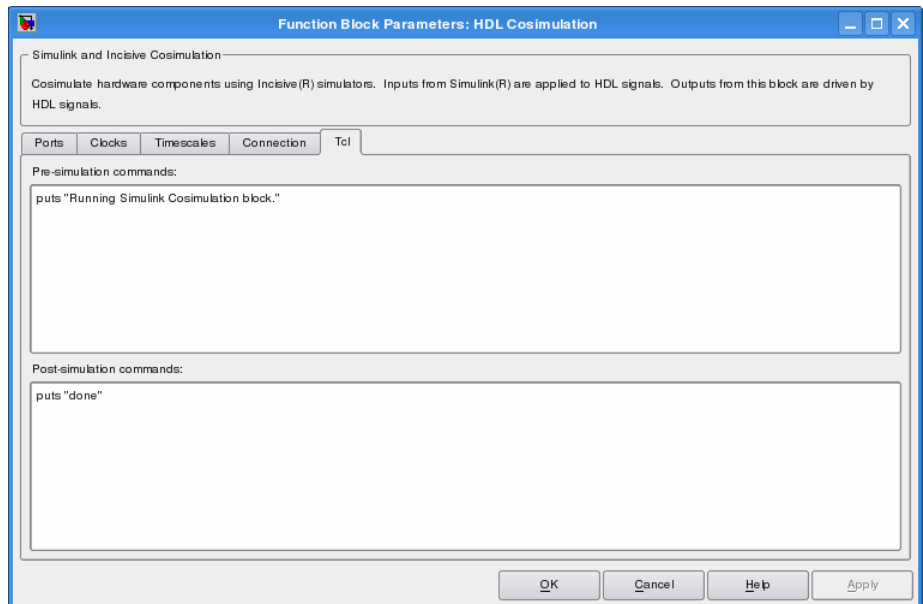 Function Block Parameters: HDL Cosimulation
Simulink and Incisive Cosimulation
Cosimulate hardware components using Incisive(R) simulators. Inputs from Simulink(R) are applied to HDL signals. Outputs from this block are driven by
HDL signals.
Ports Clocks Timescales Connection Tcl
Pre-simulation commands:
puts "Running Simulink Cosimulation block."
Post-simulation commands:
puts "done"
OK Cancel Help Apply